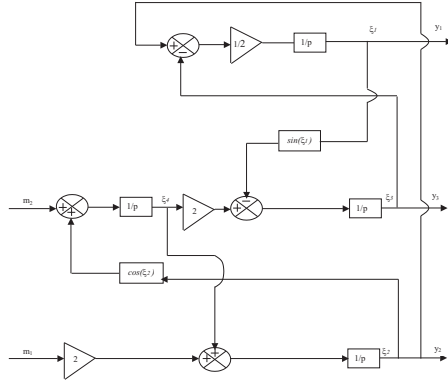 ξ₁
y₁
+
−
1/2
1/p
sin(ξ₁)
m₂
+
+
1/p
ξ₄
2
−
+
1/p
ξ₃
y₃
cos(ξ₂)
m₁
2
+
+
1/p
ξ₂
y₂